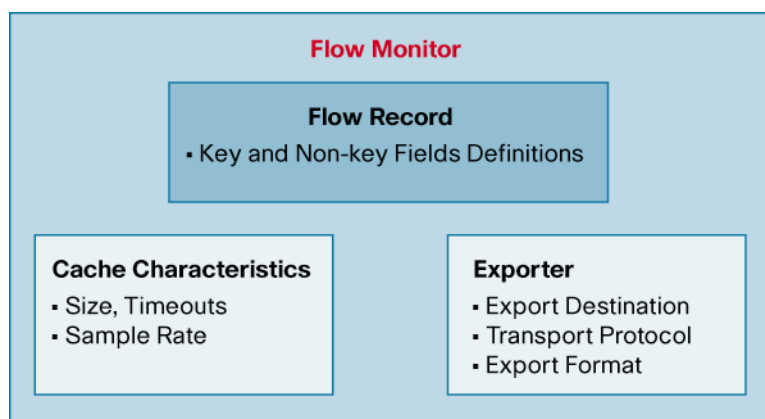 Flow Monitor
Flow Record
▪ Key and Non-key Fields Definitions
Cache Characteristics
▪ Size, Timeouts
▪ Sample Rate
Exporter
▪ Export Destination
▪ Transport Protocol
▪ Export Format